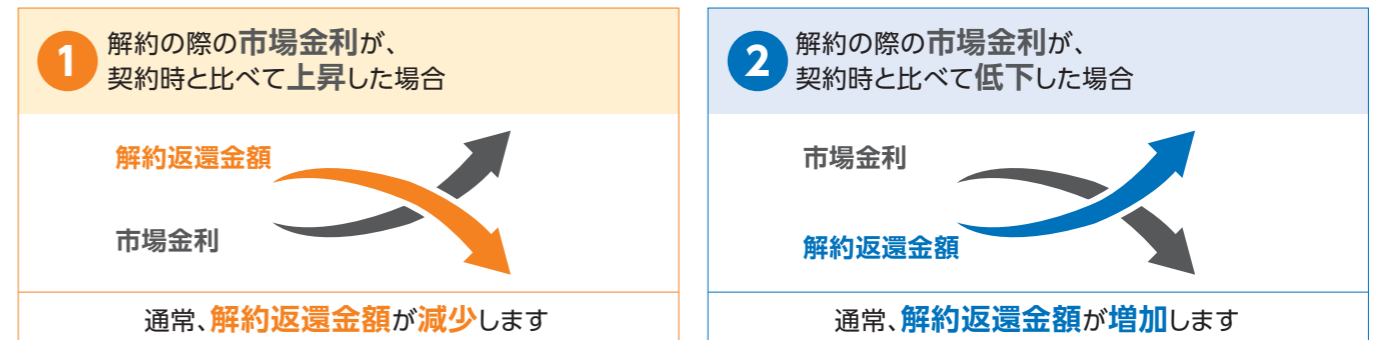 1
解約の際の市場金利が、
契約時と比べて上昇した場合
解約返還金額
市場金利
通常、解約返還金額が減少します
2
解約の際の市場金利が、
契約時と比べて低下した場合
市場金利
解約返還金額
通常、解約返還金額が増加します